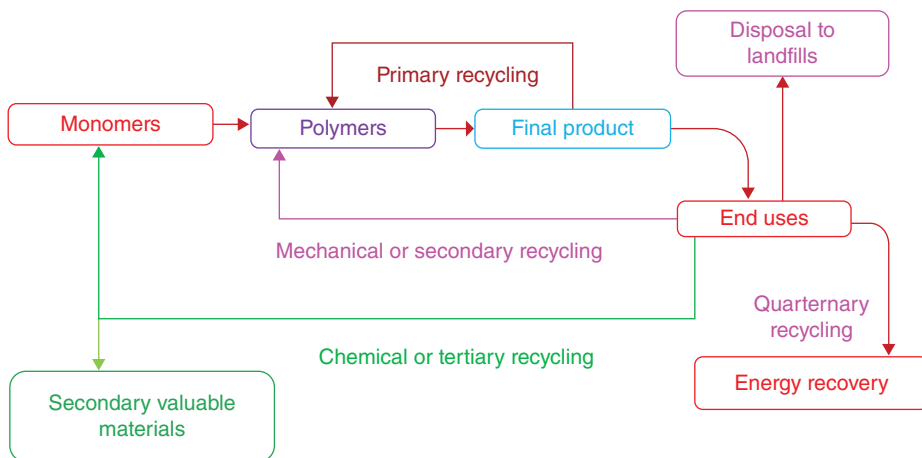 Disposal to
landfills
Primary recycling
Monomers
Polymers
Final product
End uses
Mechanical or secondary recycling
Quarternary
recycling
Chemical or tertiary recycling
Energy recovery
Secondary valuable
materials